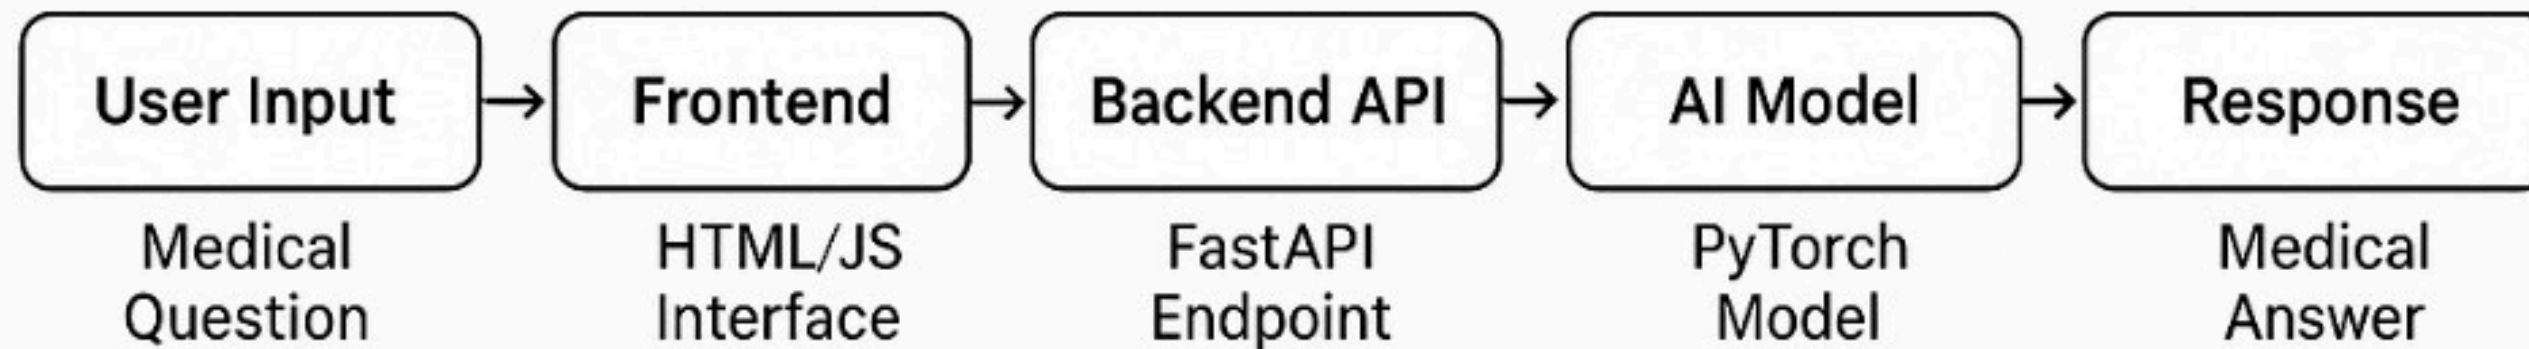 User Input
Frontend
Backend API
AI Model
Response
Medical
Question
HTML/JS
Interface
FastAPI
Endpoint
PyTorch
Model
Medical
Answer